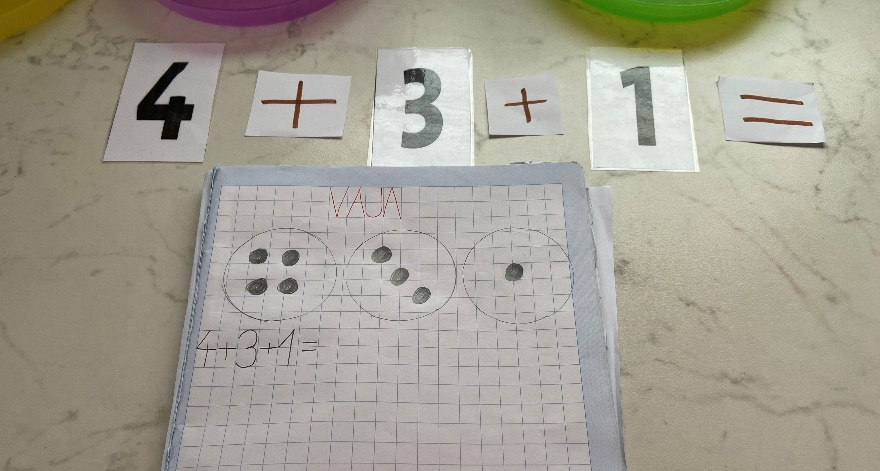 4 + 3 + 1 =
VAJA
4+3+1=